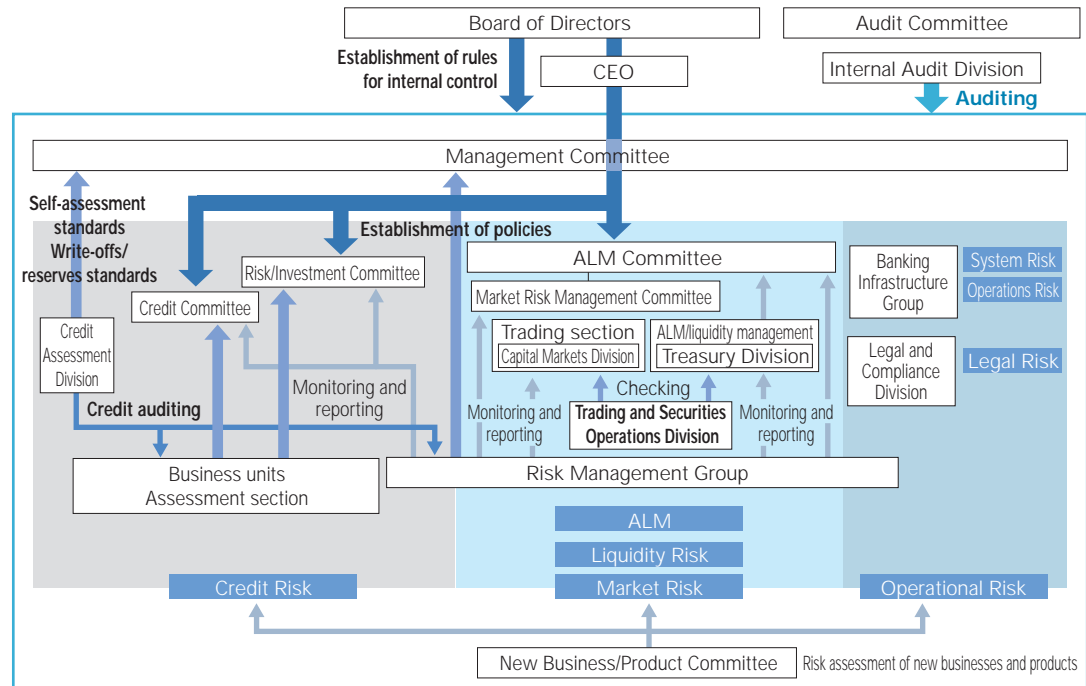 Board of Directors
Audit Committee
Establishment of rules
for internal control
CEO
Internal Audit Division
Auditing
Management Committee
Self-assessment
standards
Write-offs/
reserves standards
Establishment of policies
Risk/Investment Committee
Credit Committee
Credit
Assessment
Division
Monitoring and
reporting
Credit auditing
Business units
Assessment section
ALM Committee
Market Risk Management Committee
Trading section
Capital Markets Division
ALM/liquidity management
Treasury Division
Checking
Monitoring and
reporting
Trading and Securities
Operations Division
Monitoring and
reporting
Risk Management Group
Banking
Infrastructure
Group
System Risk
Operations Risk
Legal and
Compliance
Division
Legal Risk
ALM
Liquidity Risk
Credit Risk
Market Risk
Operational Risk
New Business/Product Committee
Risk assessment of new businesses and products